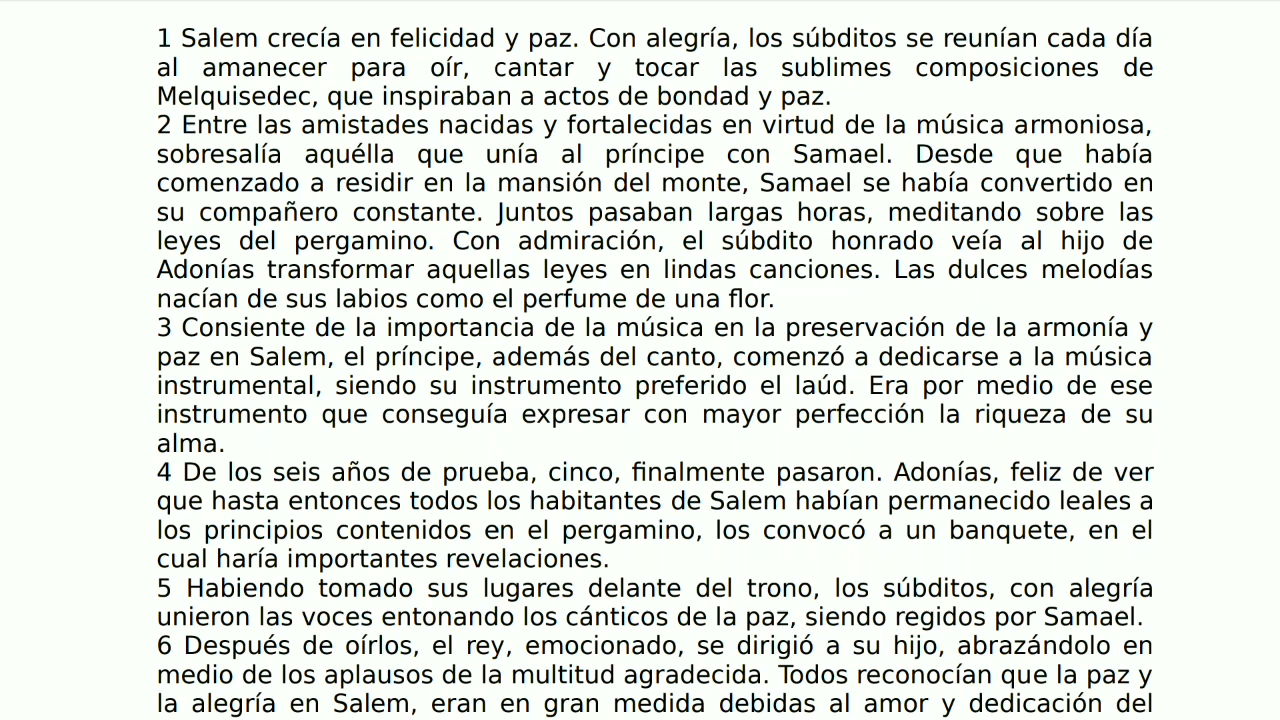 1 Salem crecía en felicidad y paz. Con alegría, los súbditos se reunían cada día
al amanecer para oír, cantar y tocar las sublimes composiciones de
Melquisedec, que inspiraban a actos de bondad y paz.
2 Entre las amistades nacidas y fortalecidas en virtud de la música armoniosa,
sobresalía aquélla que unía al príncipe con Samael. Desde que había
comenzado a residir en la mansión del monte, Samael se había convertido en
su compañero constante. Juntos pasaban largas horas, meditando sobre las
leyes del pergamino. Con admiración, el súbdito honrado veía al hijo de
Adonías transformar aquellas leyes en lindas canciones. Las dulces melodías
nacían de sus labios como el perfume de una flor.
3 Consiente de la importancia de la música en la preservación de la armonía y
paz en Salem, el príncipe, además del canto, comenzó a dedicarse a la música
instrumental, siendo su instrumento preferido el laúd. Era por medio de ese
instrumento que conseguía expresar con mayor perfección la riqueza de su
alma.
4 De los seis años de prueba, cinco, finalmente pasaron. Adonías, feliz de ver
que hasta entonces todos los habitantes de Salem habían permanecido leales a
los principios contenidos en el pergamino, los convocó a un banquete, en el
cual haría importantes revelaciones.
5 Habiendo tomado sus lugares delante del trono, los súbditos, con alegría
unieron las voces entonando los cánticos de la paz, siendo regidos por Samael.
6 Después de oírlos, el rey, emocionado, se dirigió a su hijo, abrazándolo en
medio de los aplausos de la multitud agradecida. Todos reconocían que la paz y
la alegría en Salem, eran en gran medida debidas al amor y dedicación del